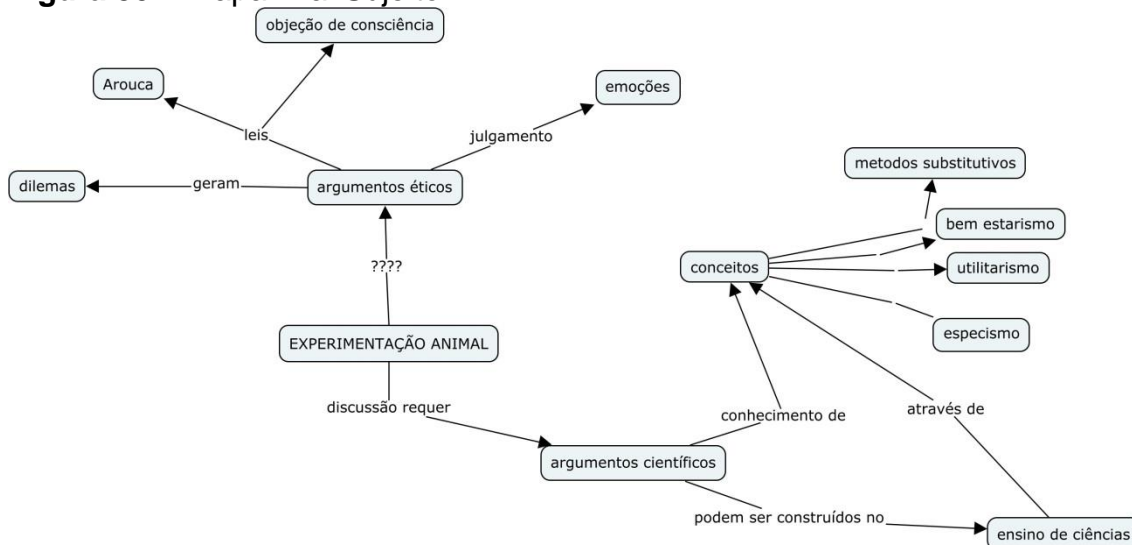 objeção de consciência
Arouca
emoções
leis
julgamento
metodos substitutivos
dilemas
geram
argumentos éticos
bem estarismo
????
conceitos
utilitarismo
EXPERIMENTAÇÃO ANIMAL
especismo
discussão requer
conhecimento de
através de
argumentos científicos
podem ser construídos no
ensino de ciências